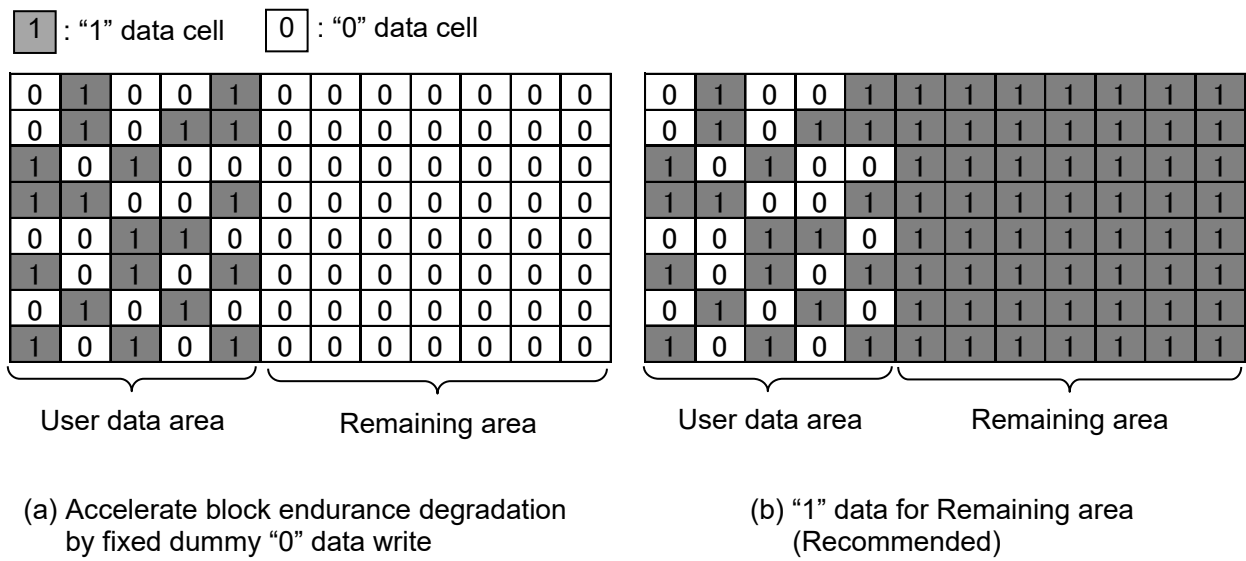 1 : “1” data cell 0 : “0” data cell
0 1 0 0 1 0 0 0 0 0 0 0 0 1 0 0 1 1 1 1 1 1 1 1
0 1 0 1 1 0 0 0 0 0 0 0 0 1 0 1 1 1 1 1 1 1 1 1
1 0 1 0 0 0 0 0 0 0 0 0 1 0 1 0 0 1 1 1 1 1 1 1
1 1 0 0 1 0 0 0 0 0 0 0 1 1 0 0 1 1 1 1 1 1 1 1
0 0 1 1 0 0 0 0 0 0 0 0 0 0 1 1 0 1 1 1 1 1 1 1
1 0 1 0 1 0 0 0 0 0 0 0 1 0 1 0 1 1 1 1 1 1 1 1
0 1 0 1 0 0 0 0 0 0 0 0 0 1 0 1 0 1 1 1 1 1 1 1
1 0 1 0 1 0 0 0 0 0 0 0 1 0 1 0 1 1 1 1 1 1 1 1
User data area Remaining area User data area Remaining area
(a) Accelerate block endurance degradation
by fixed dummy “0” data write
(b) “1” data for Remaining area
(Recommended)